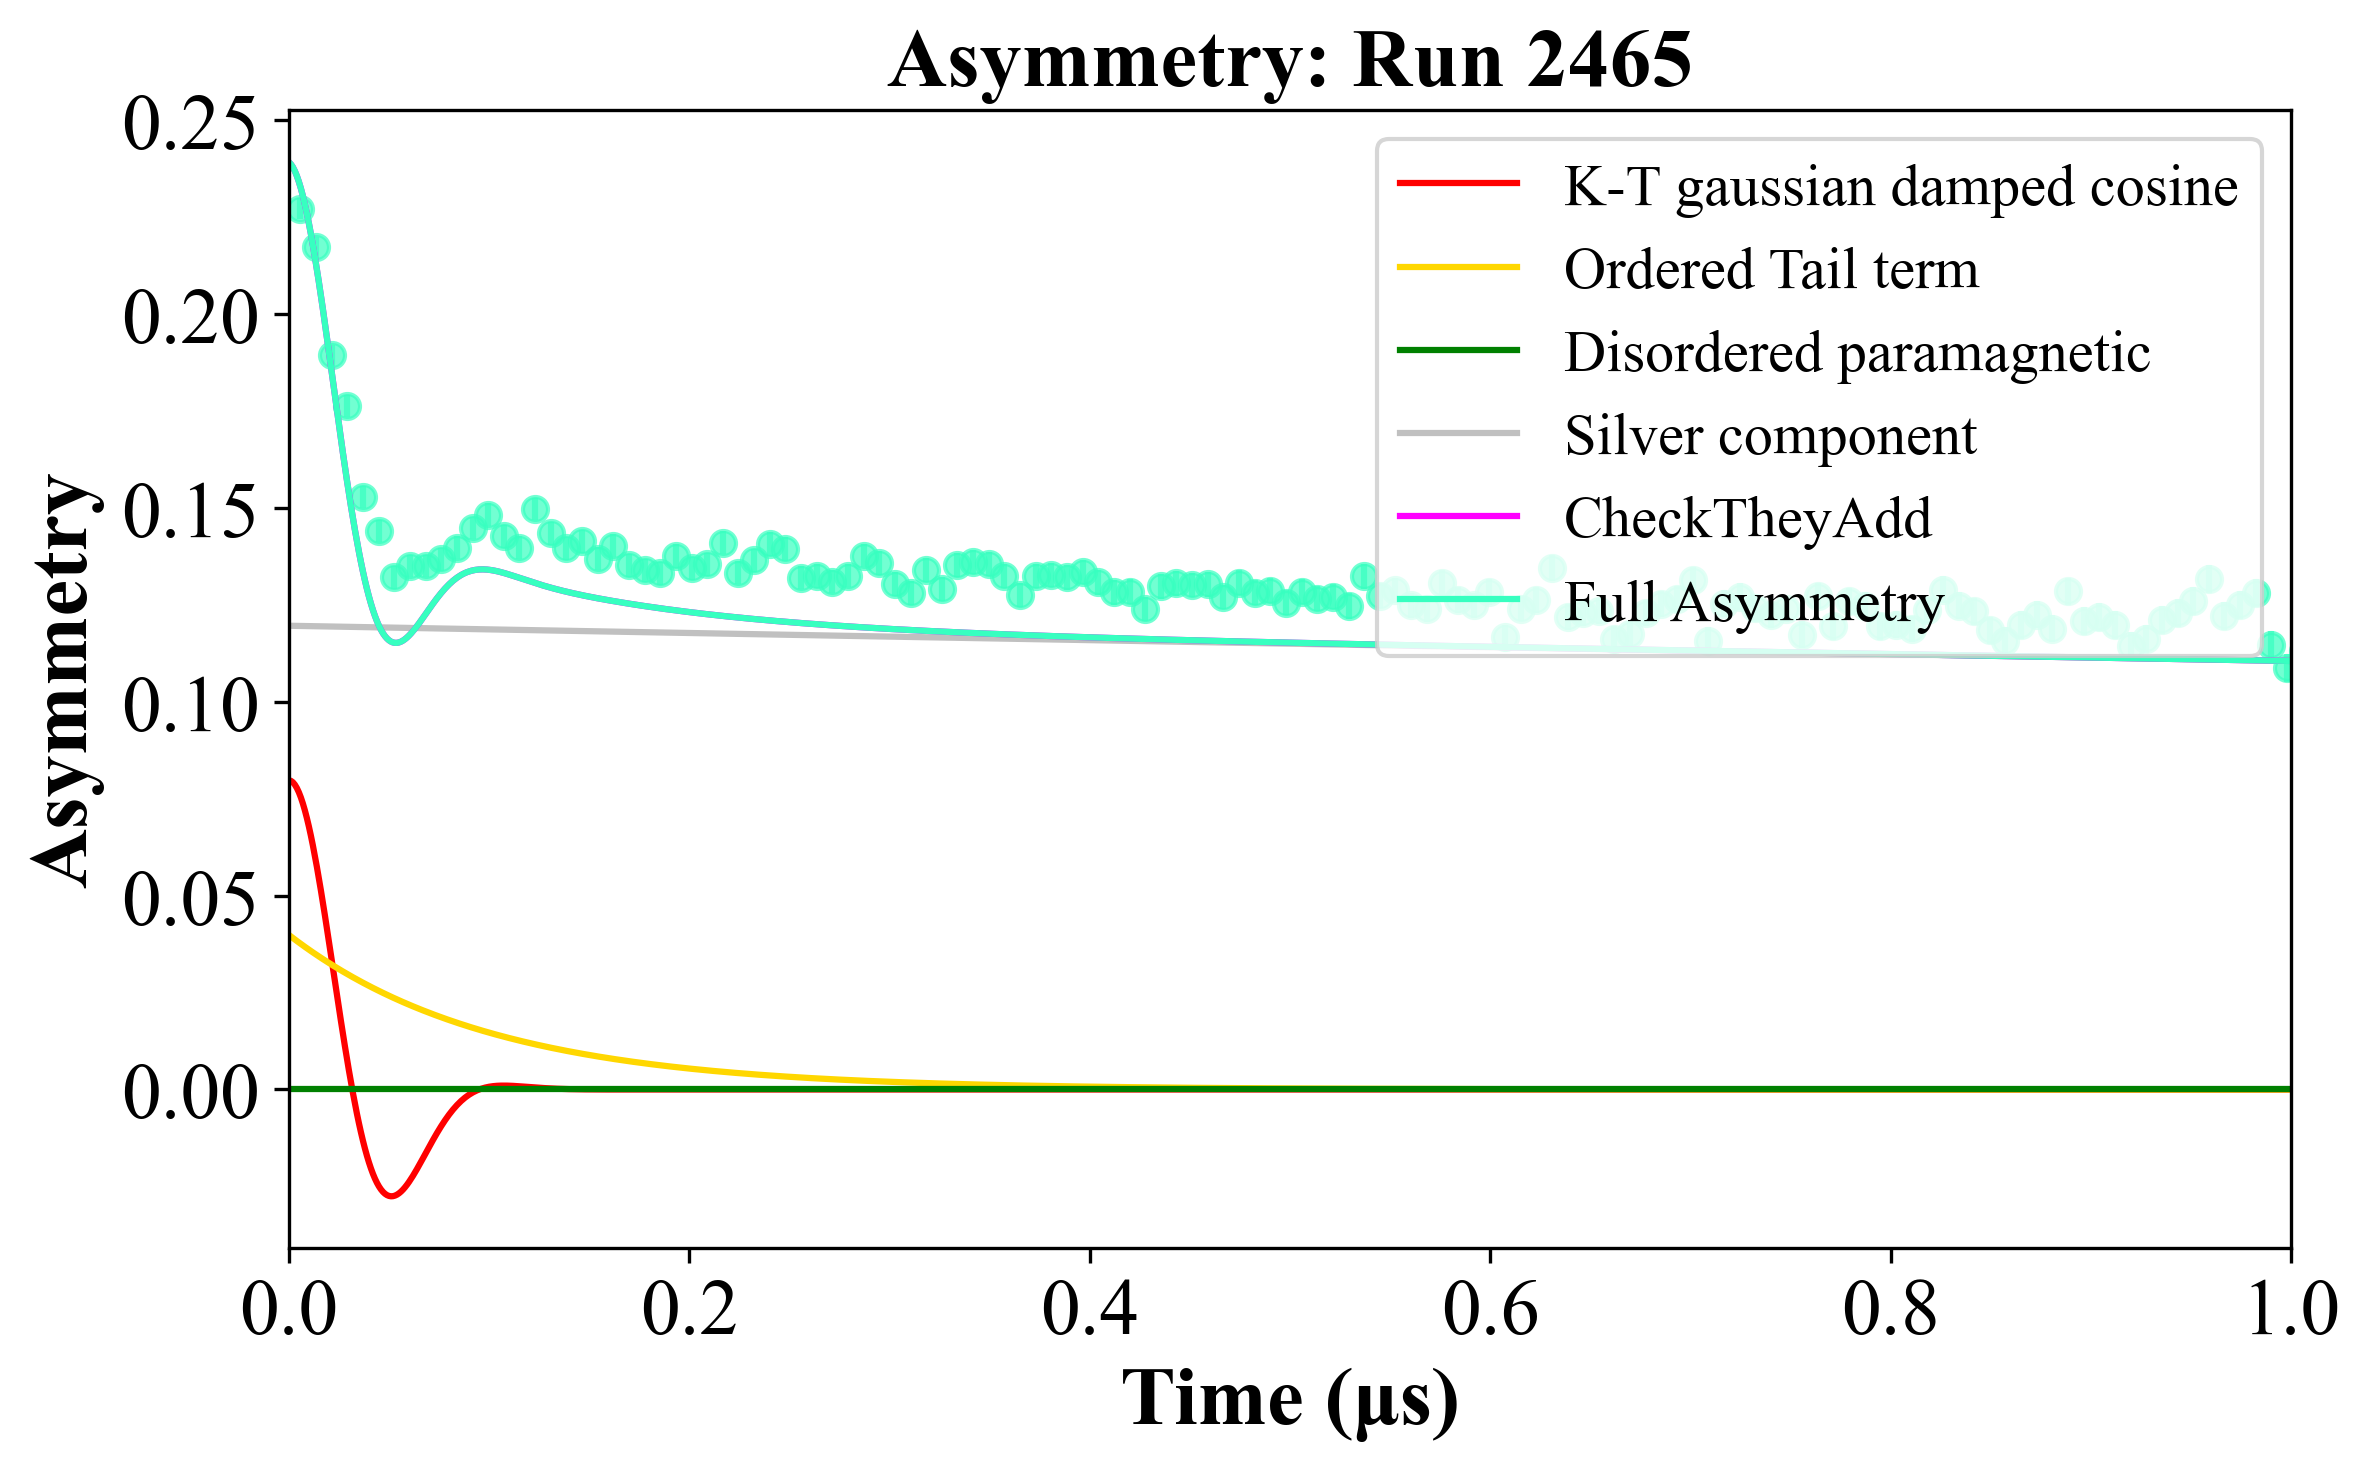 Asymmetry: Run 2465
0.25
0.20
0.15
0.10
0.05
0.00
Asymmetry
K-T gaussian damped cosine
Ordered Tail term
Disordered paramagnetic
Silver component
CheckTheyAdd
Full Asymmetry
0.0 0.2 0.4 0.6 0.8 1.0
Time (µs)